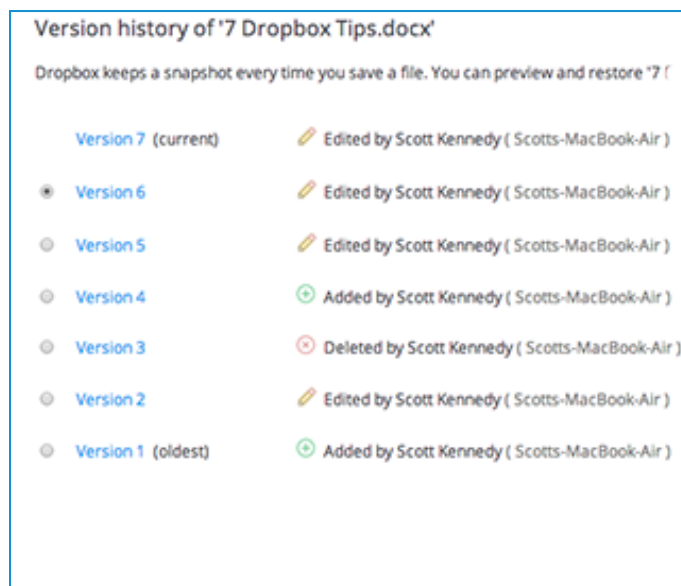 Version history of '7 Dropbox Tips.docx'
Dropbox keeps a snapshot every time you save a file. You can preview and restore '7
Version 7 (current) Edited by Scott Kennedy ( Scotts-MacBook-Air )
Version 6 Edited by Scott Kennedy ( Scotts-MacBook-Air )
Version 5 Edited by Scott Kennedy ( Scotts-MacBook-Air )
Version 4 Added by Scott Kennedy ( Scotts-MacBook-Air )
Version 3 Deleted by Scott Kennedy ( Scotts-MacBook-Air )
Version 2 Edited by Scott Kennedy ( Scotts-MacBook-Air )
Version 1 (oldest) Added by Scott Kennedy ( Scotts-MacBook-Air )